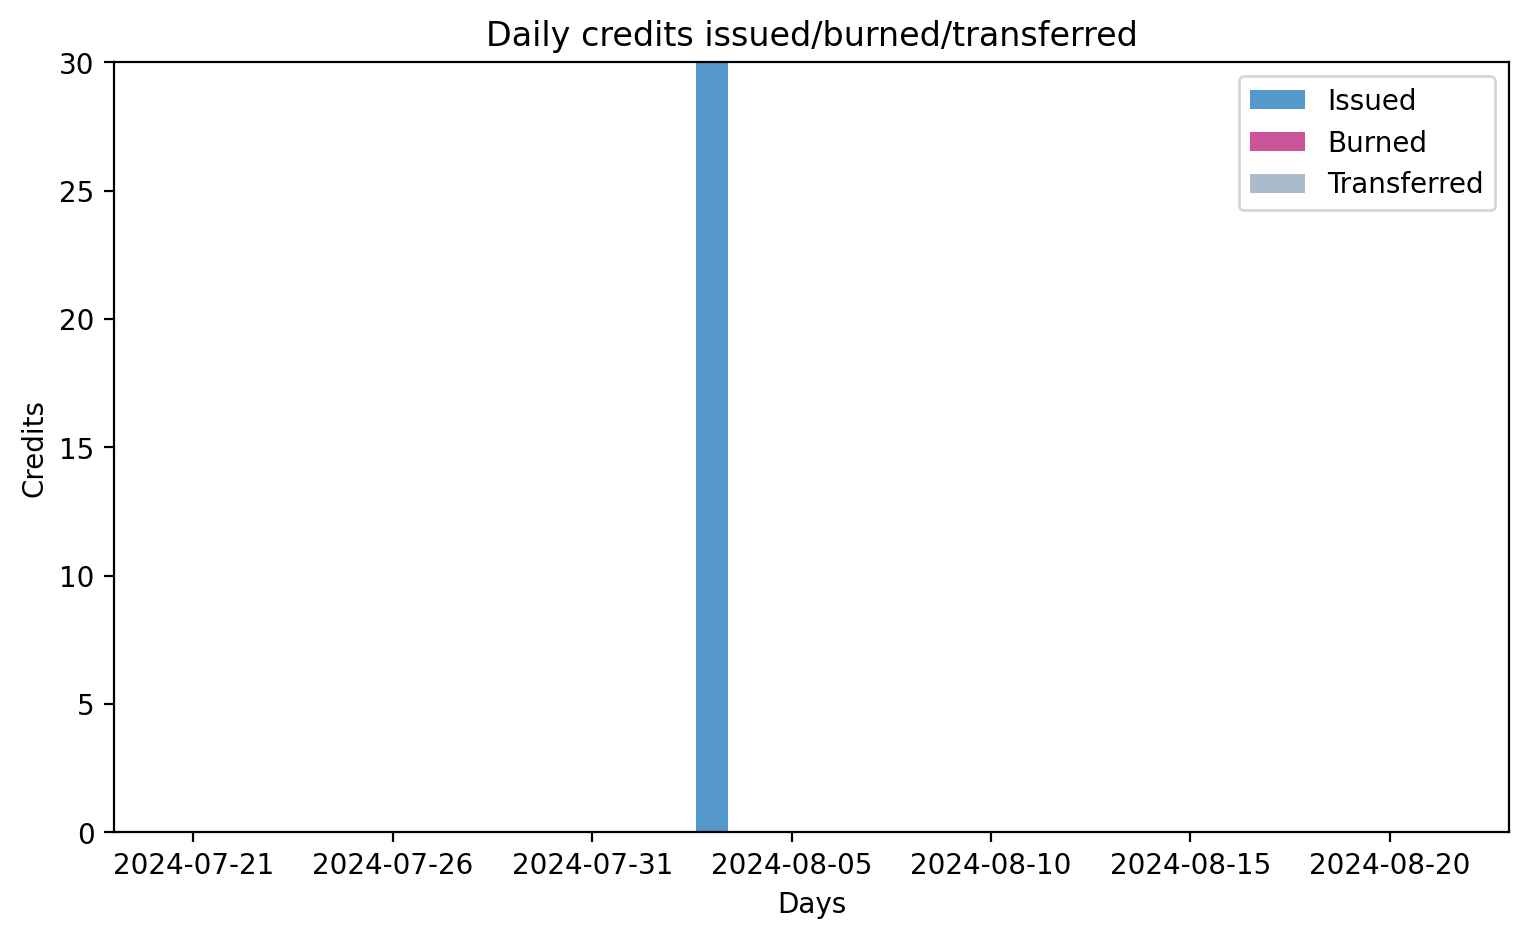 Daily credits issued/burned/transferred
30
25
20
15
10
5
0
Credits
Issued
Burned
Transferred
2024-07-21 2024-07-26 2024-07-31 2024-08-05 2024-08-10 2024-08-15 2024-08-20
Days